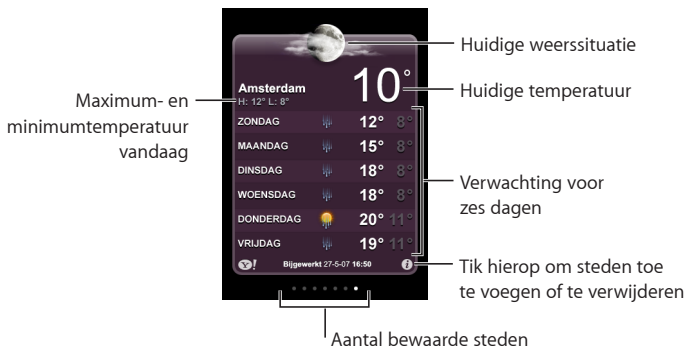 Huidige weerssituatie
Amsterdam
H: 12° L: 8°
10°
Huidige temperatuur
Maximum- en
minimumtemperatuur
vandaag
ZONDAG 12° 8°
MAANDAG 15° 8°
DINSDAG 18° 8°
WOENSDAG 18° 8°
DONDERDAG 20° 11°
VRIJDAG 19° 11°
Verwachting voor
zes dagen
Y! Bijgewerkt 27-5-07 16:50 i
Tik hierop om steden toe
te voegen of te verwijderen
Aantal bewaarde steden